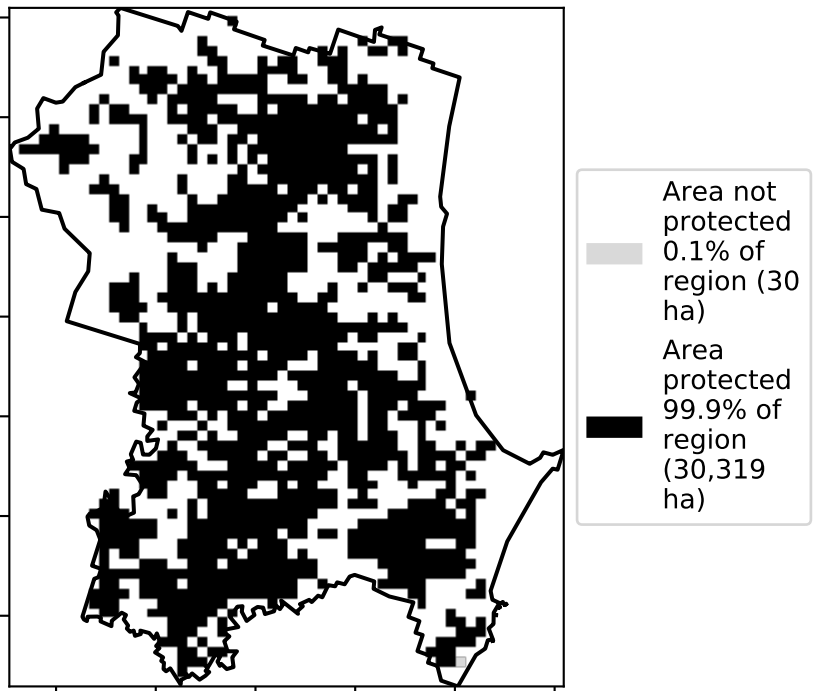 Area not
protected
0.1% of
region (30
ha)
Area
protected
99.9% of
region
(30,319
ha)